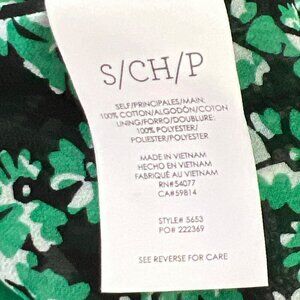 S/CH/P
SELF/PRINCIPALES/MAIN:
100% COTTON/ALGODÓN/COTON
LINING/FORRO/DOUBLURE:
100% POLYESTER/
POLIESTER/POLYESTER
MADE IN VIETNAM
HECHO EN VIETNAM
FABRIQUÉ AU VIETNAM
RN#54077
CA#59814
STYLE# 5653
PO# 222369
SEE REVERSE FOR CARE